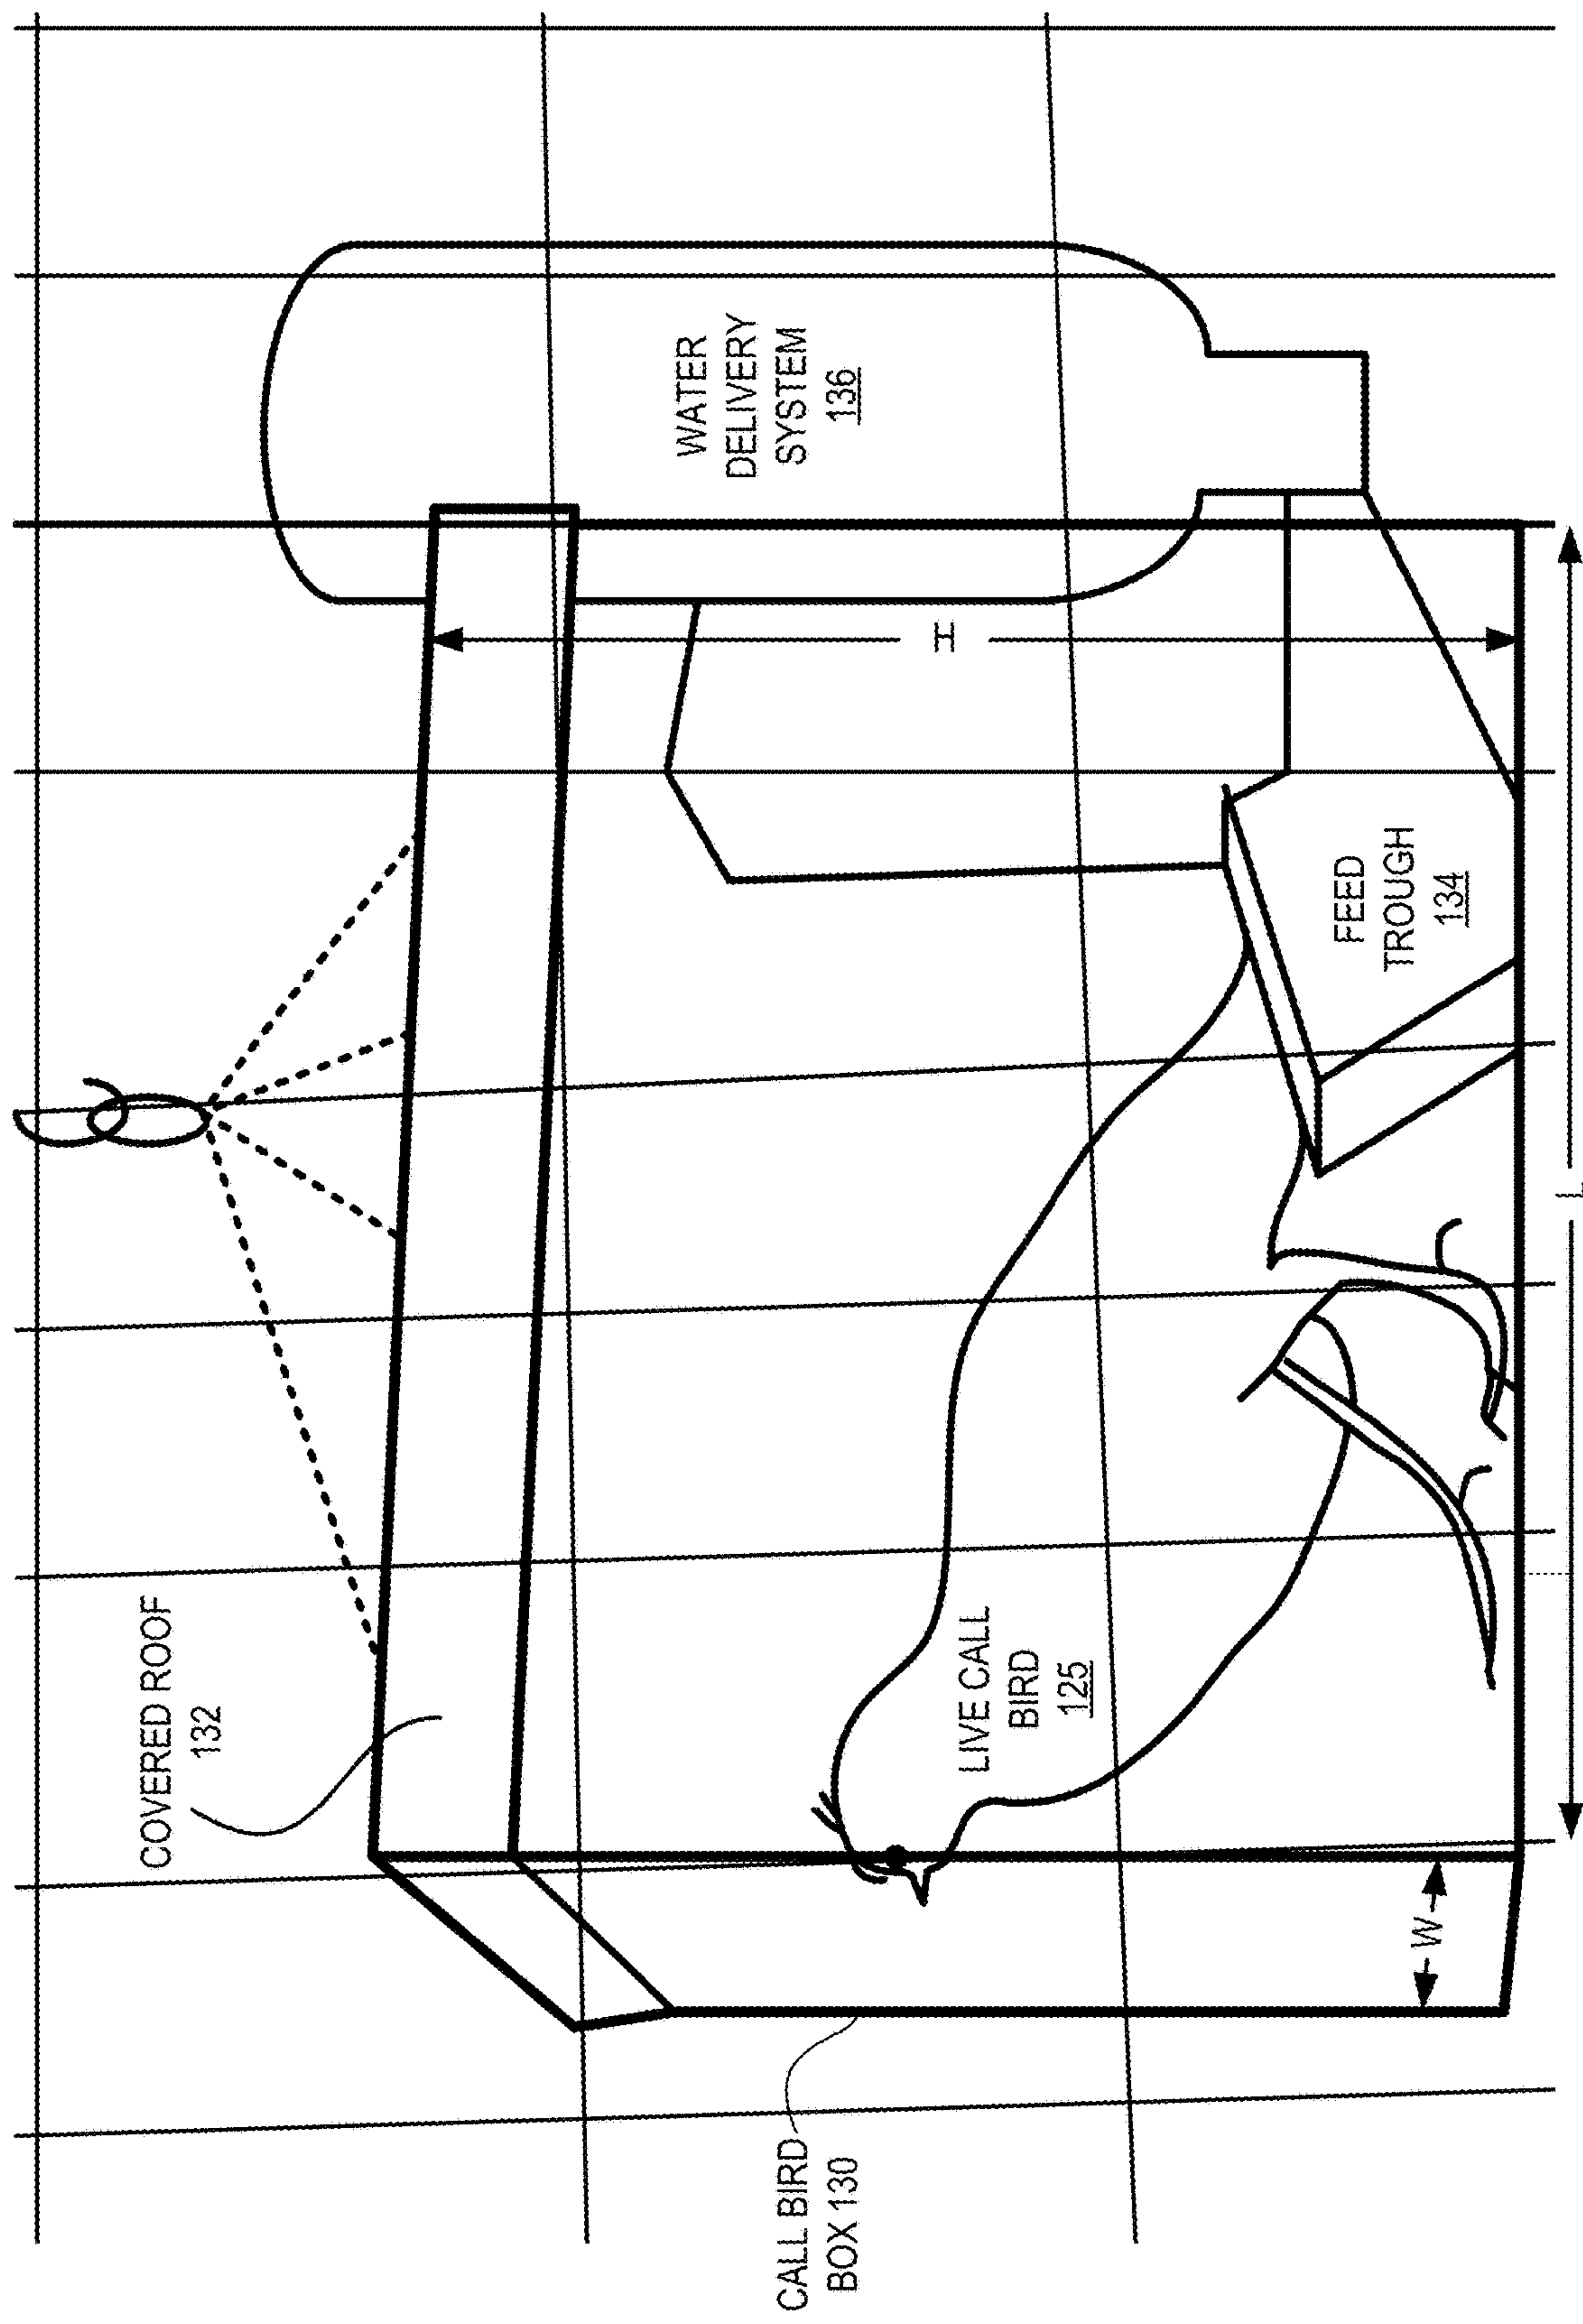 COVERED ROOF
132
WATER
DELIVERY
SYSTEM
136
H
CALL BIRD
BOX 130
LIVE CALL
BIRD
125
FEED
TROUGH
134
W
L